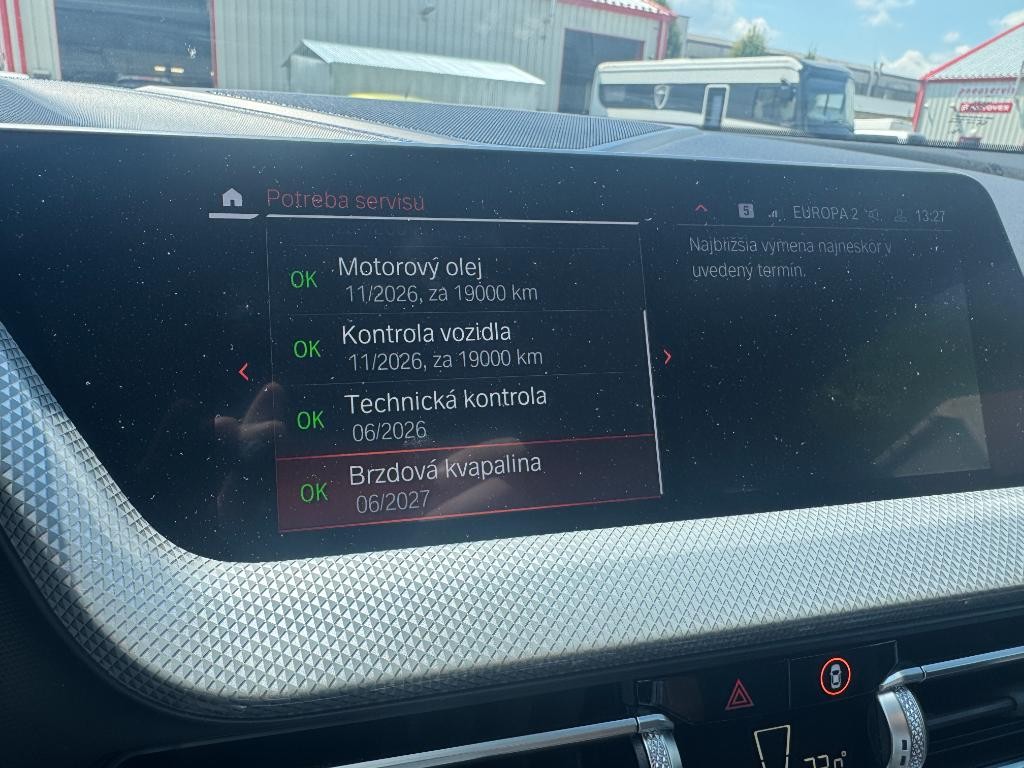 Potreba servisu
5
EUROPA 2
13:27
OK Motorový olej
11/2026, za 19000 km
OK Kontrola vozidla
11/2026, za 19000 km
OK Technická kontrola
06/2026
OK Brzdová kvapalina
06/2027
Najbližšia výmena najneskôr v
uvedený termín.